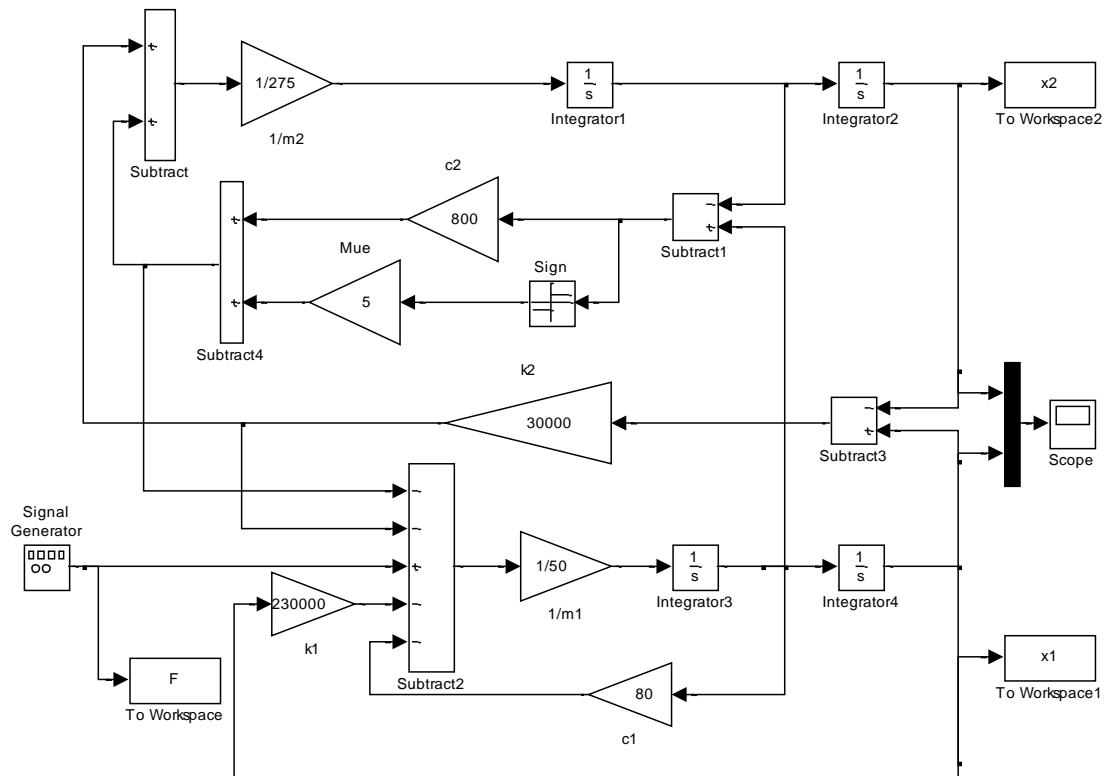 1/275
1/m2
1
s
Integrator1
1
s
Integrator2
x2
To Workspace2
Subtract
c2
800
Subtract1
Mue
5
Sign
Subtract4
k2
30000
Subtract3
Scope
Signal
Generator
230000
k1
F
To Workspace
Subtract2
1/50
1/m1
1
s
Integrator3
1
s
Integrator4
x1
To Workspace1
80
c1